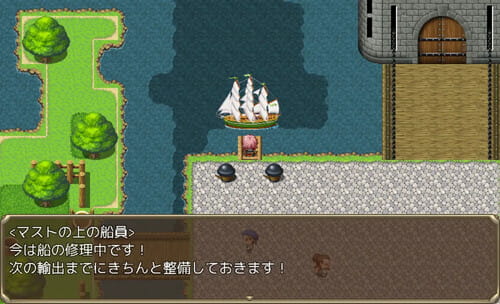 <マストの上の船員>
今は船の修理中です！
次の輸出までにきちんと整備しておきます！